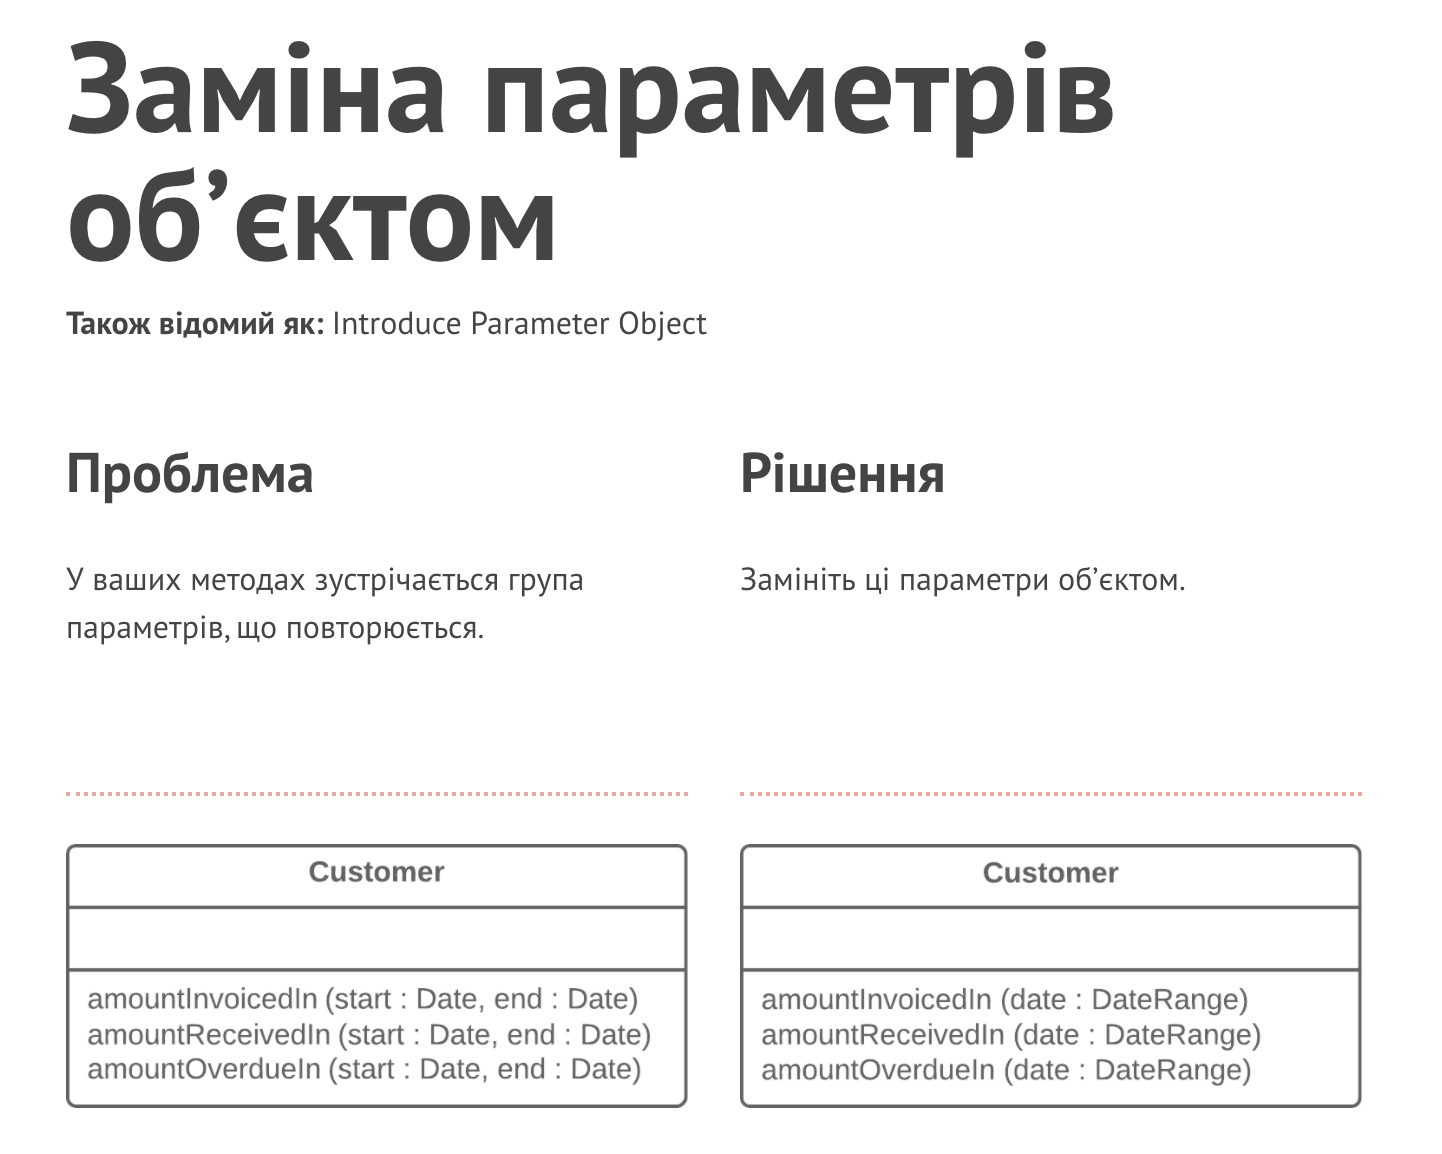 Заміна параметрів
об’єктом
Також відомий як: Introduce Parameter Object
Проблема
У ваших методах зустрічається група
параметрів, що повторюється.
Рішення
Замініть ці параметри об’єктом.
Customer
amountInvoicedIn (start : Date, end : Date)
amountReceivedIn (start : Date, end : Date)
amountOverdueIn (start : Date, end : Date)
Customer
amountInvoicedIn (date : DateRange)
amountReceivedIn (date : DateRange)
amountOverdueIn (date : DateRange)